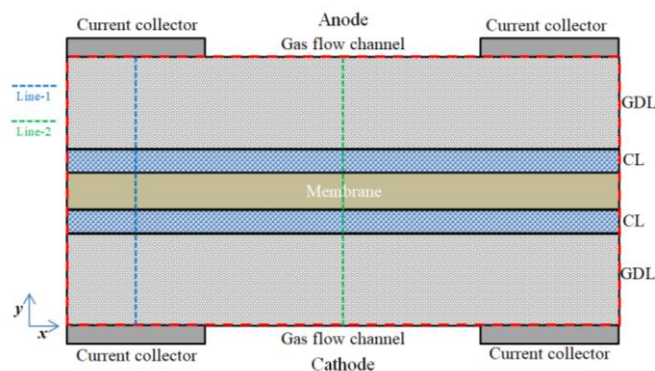 Anode
Current collector
Gas flow channel
Current collector
Line-1
Line-2
GDL
CL
Membrane
CL
GDL
y
x
Current collector
Gas flow channel
Current collector
Cathode